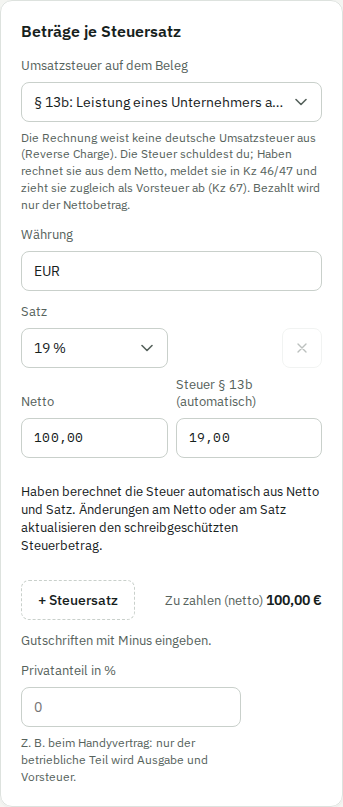 Beträge je Steuersatz
Umsatzsteuer auf dem Beleg
§ 13b: Leistung eines Unternehmers a...
Die Rechnung weist keine deutsche Umsatzsteuer aus
(Reverse Charge). Die Steuer schuldest du; Haben
rechnet sie aus dem Netto, meldet sie in Kz 46/47 und
zieht sie zugleich als Vorsteuer ab (Kz 67). Bezahlt wird
nur der Nettobetrag.
Währung
EUR
Satz
19 %
Netto
Steuer § 13b
(automatisch)
100,00
19,00
Haben berechnet die Steuer automatisch aus Netto
und Satz. Änderungen am Netto oder am Satz
aktualisieren den schreibgeschützten
Steuerbetrag.
+ Steuersatz
Zu zahlen (netto) 100,00 €
Gutschriften mit Minus eingeben.
Privatanteil in %
0
Z. B. beim Handyvertrag: nur der
betriebliche Teil wird Ausgabe und
Vorsteuer.